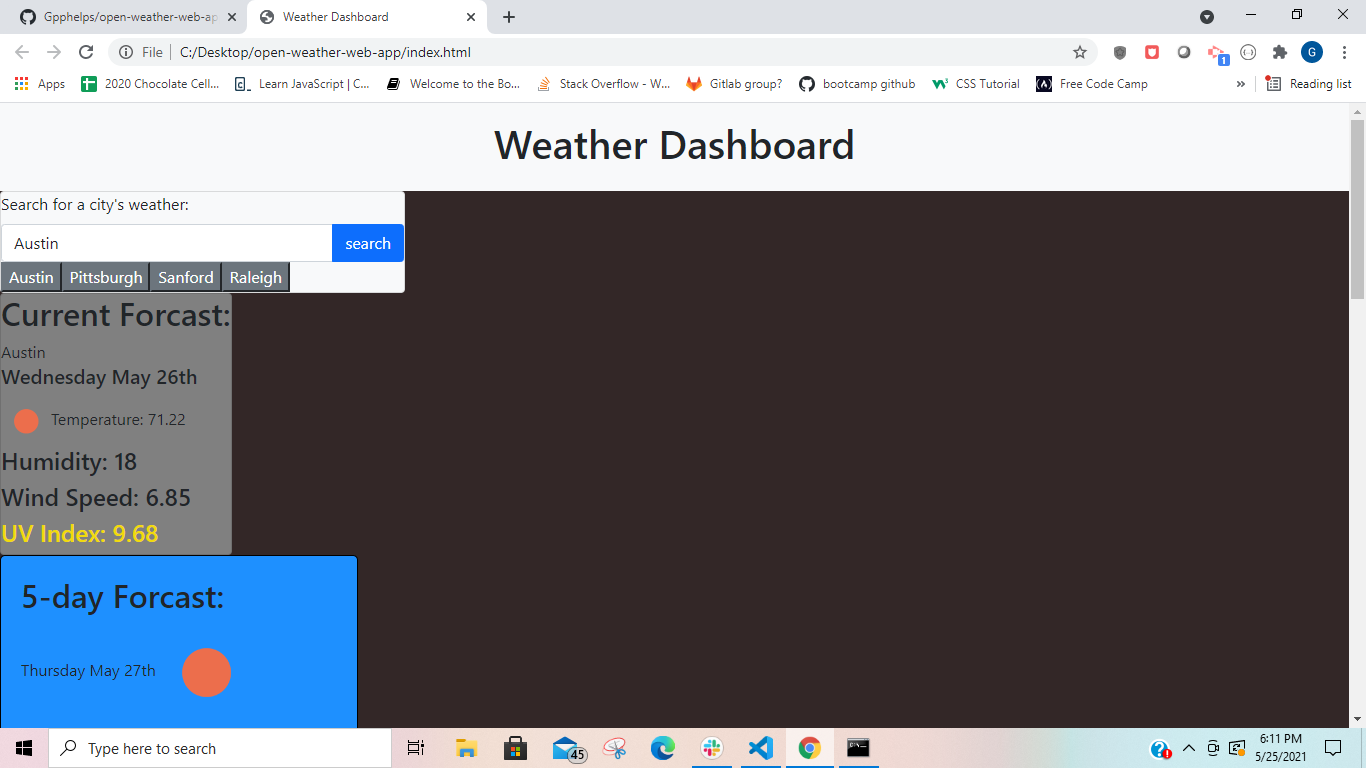 Gpphelps/open-weather-web-ap
Weather Dashboard
File C:/Desktop/open-weather-web-app/index.html
1
G
Apps
2020 Chocolate Cell...
Learn JavaScript | C...
Welcome to the Bo...
Stack Overflow - W...
Gitlab group?
bootcamp github
CSS Tutorial
Free Code Camp
»
Reading list
Weather Dashboard
Search for a city's weather:
Austin
search
Austin
Pittsburgh
Sanford
Raleigh
Current Forcast:
Austin
Wednesday May 26th
Temperature: 71.22
Humidity: 18
Wind Speed: 6.85
UV Index: 9.68
5-day Forcast:
Thursday May 27th
Type here to search
45
6:11 PM
5/25/2021